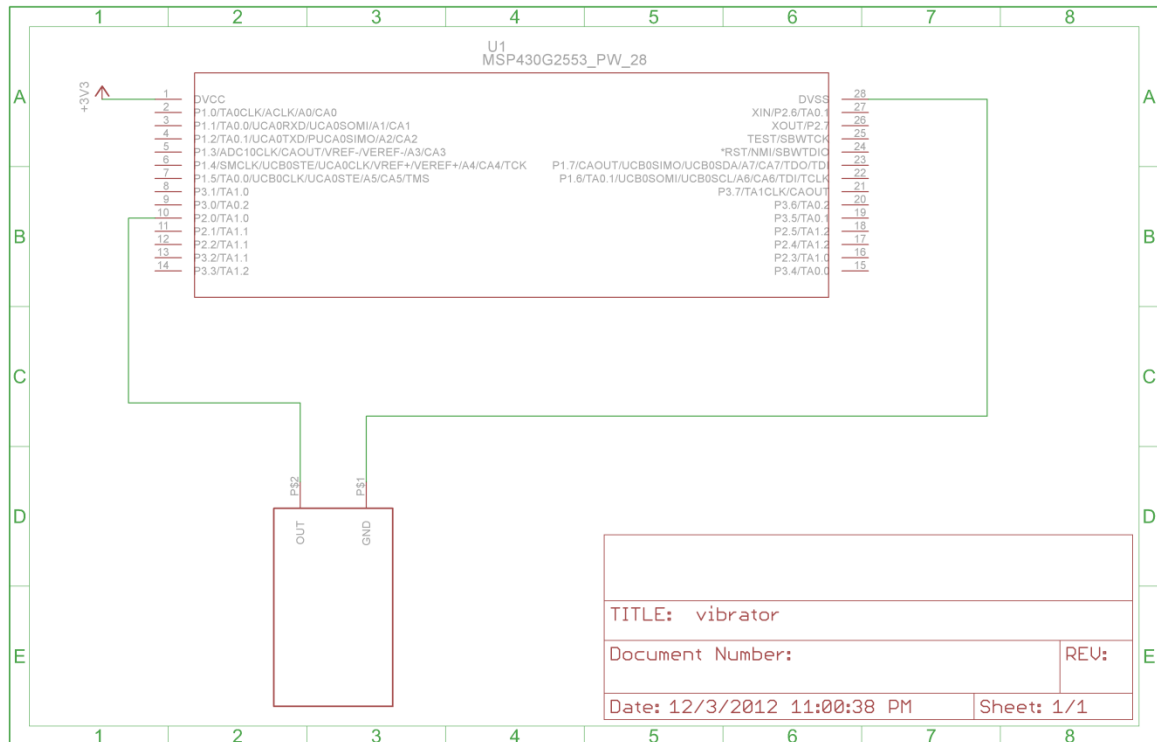 1 2 3 4 5 6 7 8
U1
MSP430G2553_PW_28
A A
+3V3
1 DVCC DVSS 28
2 P1.0/TA0CLK/ACLK/A0/CA0 XIN/P2.6/TA0.1 27
3 P1.1/TA0.0/UCA0RXD/UCA0SOMI/A1/CA1 XOUT/P2.7 26
4 P1.2/TA0.1/UCA0TXD/PUCA0SIMO/A2/CA2 TEST/SBWTCK 25
5 P1.3/ADC10CLK/CAOUT/VREF-/VEREF-/A3/CA3 *RST/NMI/SBWTDIO 24
6 P1.4/SMCLK/UCB0STE/UCA0CLK/VREF+/VEREF+/A4/CA4/TCK P1.7/CAOUT/UCB0SIMO/UCB0SDA/A7/CA7/TDO/TDI 23
7 P1.5/TA0.0/UCB0CLK/UCA0STE/A5/CA5/TMS P1.6/TA0.1/UCB0SOMI/UCB0SCL/A6/CA6/TDI/TCLK 22
8 P3.1/TA1.0 P3.7/TA1CLK/CAOUT 21
9 P3.0/TA0.2 P3.6/TA0.2 20
10 P2.0/TA1.0 P3.5/TA0.1 19
11 P2.1/TA1.1 P2.5/TA1.2 18
12 P2.2/TA1.1 P2.4/TA1.2 17
13 P3.2/TA1.1 P2.3/TA1.0 16
14 P3.3/TA1.2 P3.4/TA0.0 15
B B
C C
P$2 P$1
OUT GND
D D
TITLE: vibrator
Document Number: REV:
E E
Date: 12/3/2012 11:00:38 PM Sheet: 1/1
1 2 3 4 5 6 7 8